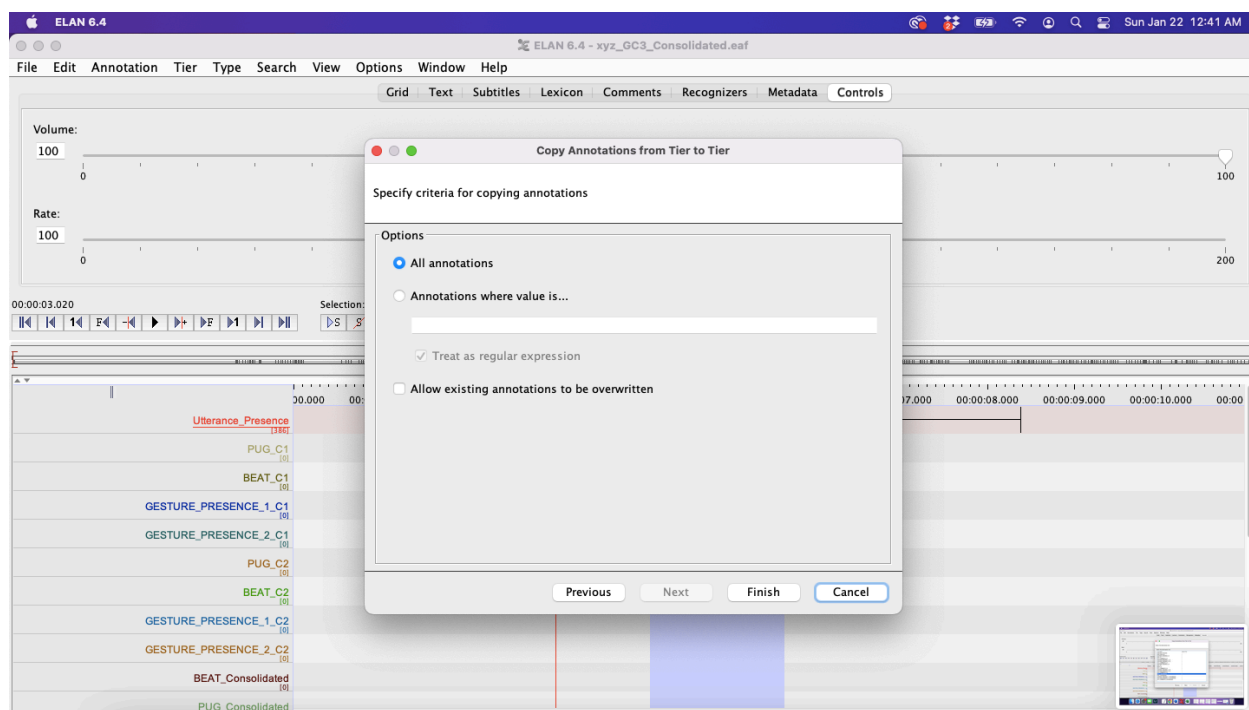 ELAN 6.4 Sun Jan 22 12:41 AM
ELAN 6.4 - xyz_GC3_Consolidated.eaf
File Edit Annotation Tier Type Search View Options Window Help
Grid Text Subtitles Lexicon Comments Recognizers Metadata Controls
Volume:
100
0 100
Rate:
100
0 200
Copy Annotations from Tier to Tier
Specify criteria for copying annotations
Options
All annotations
Annotations where value is...
Treat as regular expression
Allow existing annotations to be overwritten
Previous Next Finish Cancel
00:00:03.020 Selection:
00.000 00: 07.000 00:00:08.000 00:00:09.000 00:00:10.000 00:00
Utterance_Presence
[386]
PUG_C1
[0]
BEAT_C1
[0]
GESTURE_PRESENCE_1_C1
[0]
GESTURE_PRESENCE_2_C1
[0]
PUG_C2
[0]
BEAT_C2
[0]
GESTURE_PRESENCE_1_C2
[0]
GESTURE_PRESENCE_2_C2
[0]
BEAT_Consolidated
[0]
PUG_Consolidated